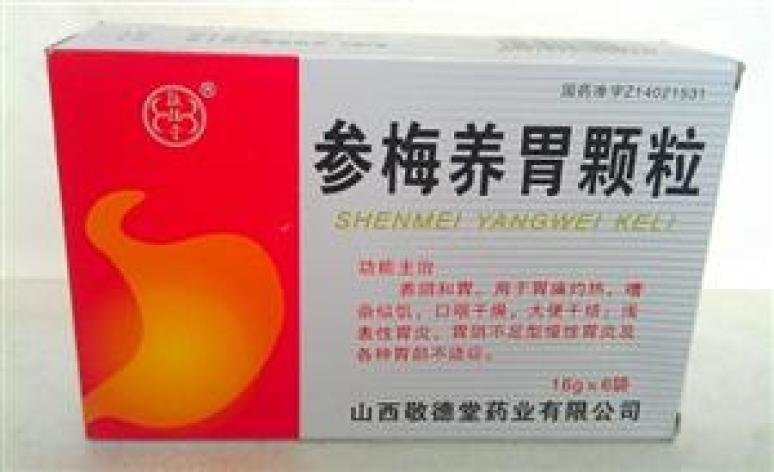 国药准字Z14021531
参梅养胃颗粒
SHENMEI YANGWEI KELI
功能主治
养阴和胃。用于胃痛灼热，嘈
杂似饥，口咽干燥，大便干结；浅
表性胃炎、胃阴不足型慢性胃炎及
各种胃部不适症。
16g×6袋
山西敬德堂药业有限公司